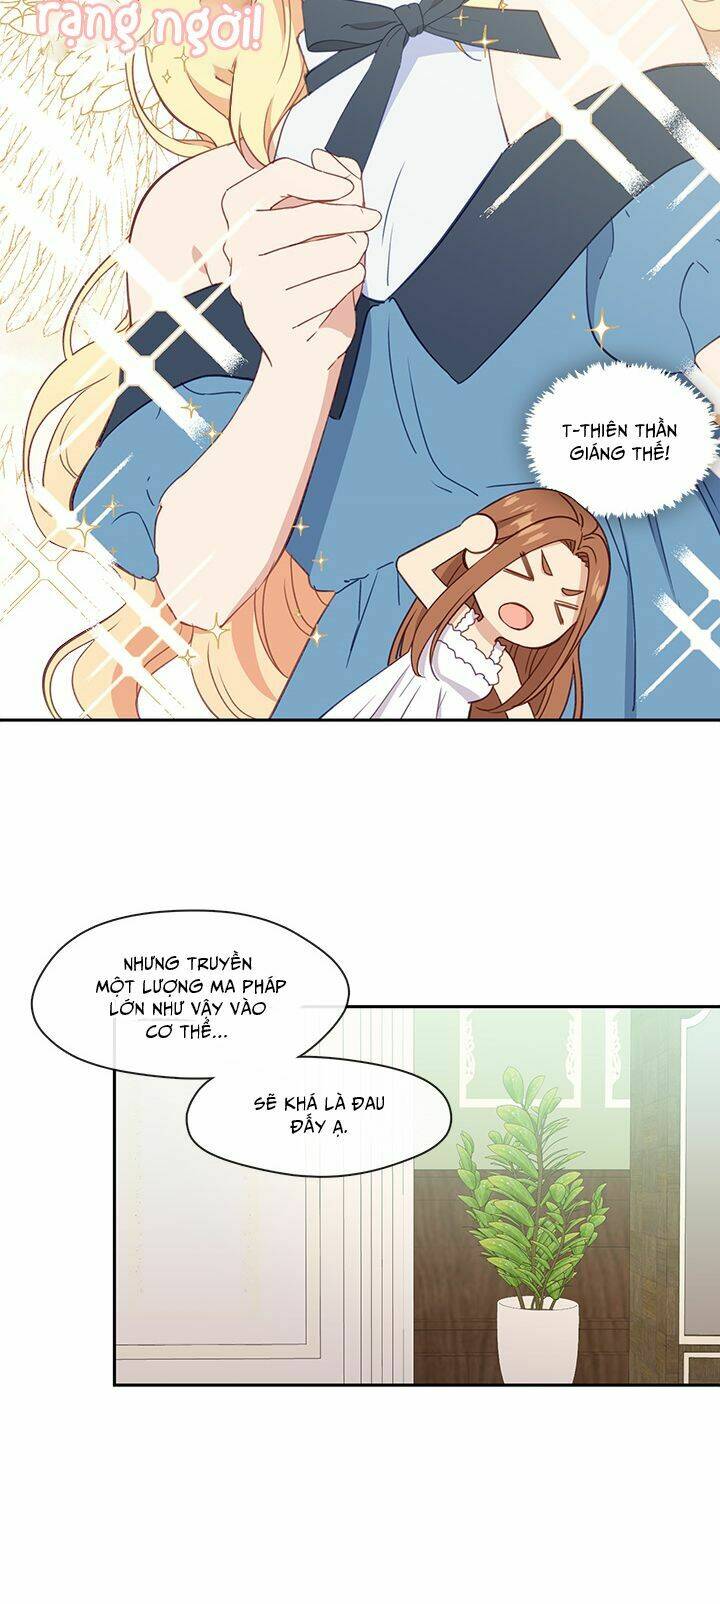 rạng ngời!
T-THIÊN THẦN
GIÁNG THẾ!
NHƯNG TRUYỀN
MỘT LƯỢNG MA PHÁP
LỚN NHƯ VẬY VÀO
CƠ THỂ...
SẼ KHÁ LÀ ĐAU
ĐẤY Ạ.